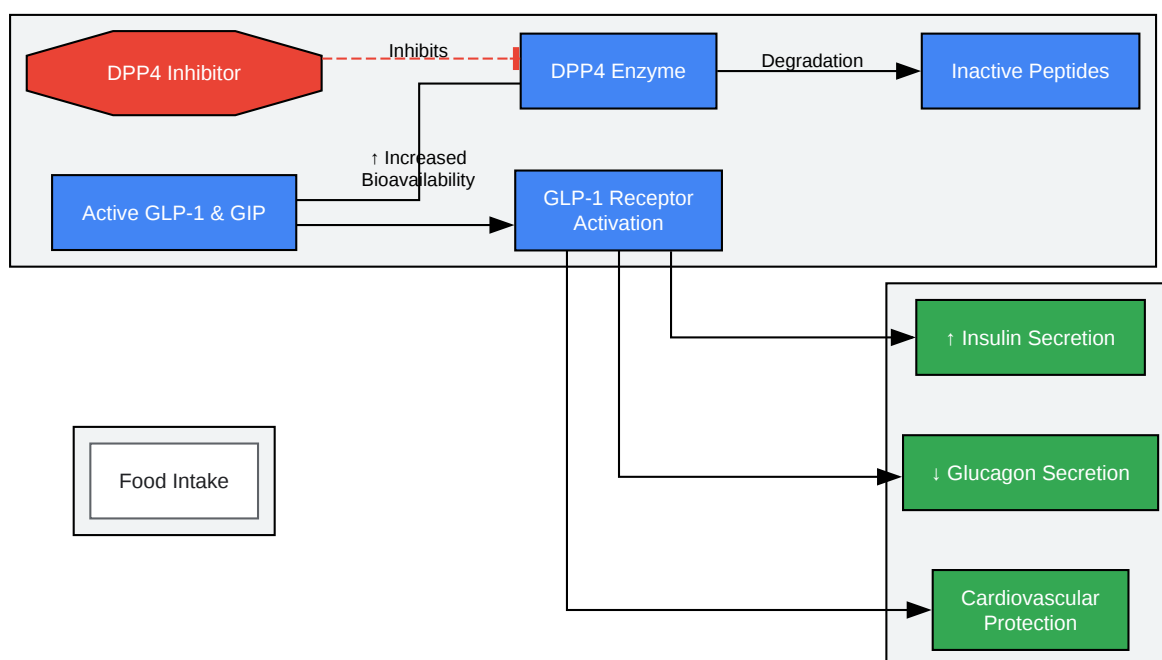 DPP4 Inhibitor
Inhibits
DPP4 Enzyme
Degradation
Inactive Peptides
↑ Increased
Bioavailability
Active GLP-1 & GIP
GLP-1 Receptor
Activation
↑ Insulin Secretion
↓ Glucagon Secretion
Food Intake
Cardiovascular
Protection